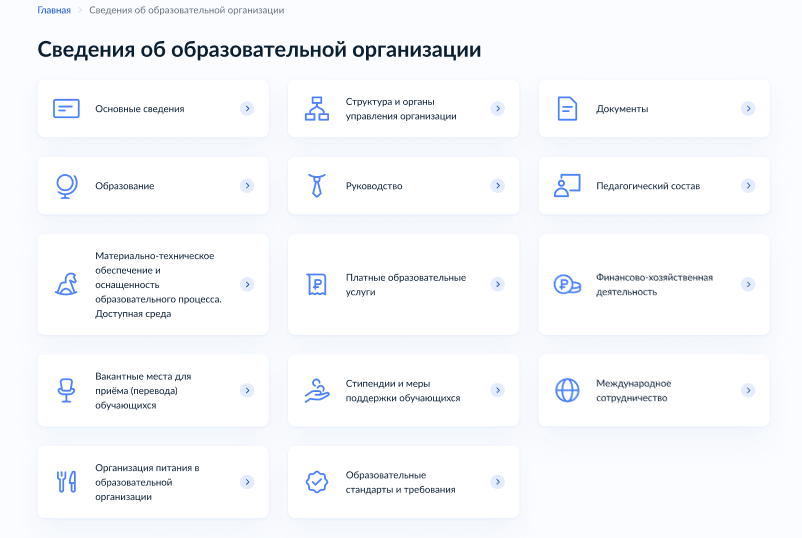 Главная > Сведения об образовательной организации
Сведения об образовательной организации
Основные сведения
Структура и органы
управления организации
Документы
Образование
Руководство
Педагогический состав
Материально-техническое
обеспечение и
оснащенность
образовательного процесса.
Доступная среда
Платные образовательные
услуги
Финансово-хозяйственная
деятельность
Вакантные места для
приёма (перевода)
обучающихся
Стипендии и меры
поддержки обучающихся
Международное
сотрудничество
Организация питания в
образовательной
организации
Образовательные
стандарты и требования